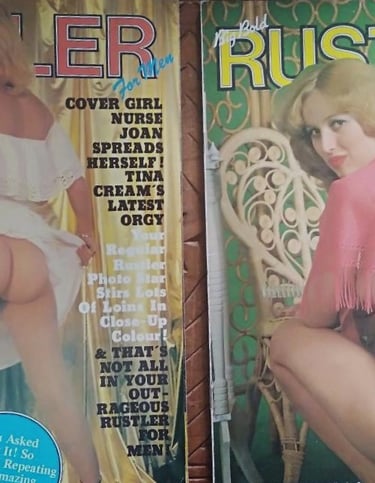 LER
For Men
COVER GIRL
NURSE
JOAN
SPREADS
HERSELF!
TINA
CREAM'S
LATEST
ORGY
Your
Regular
Rustler
Photo Star
Stirs Lots
Of Loins In
Close-Up
Colour!
& THAT'S
NOT ALL
IN YOUR
OUT-
RAGEOUS
RUSTLER
FOR
MEN!
Asked
It! So
Repeating
mazing
Big Bold
RUST